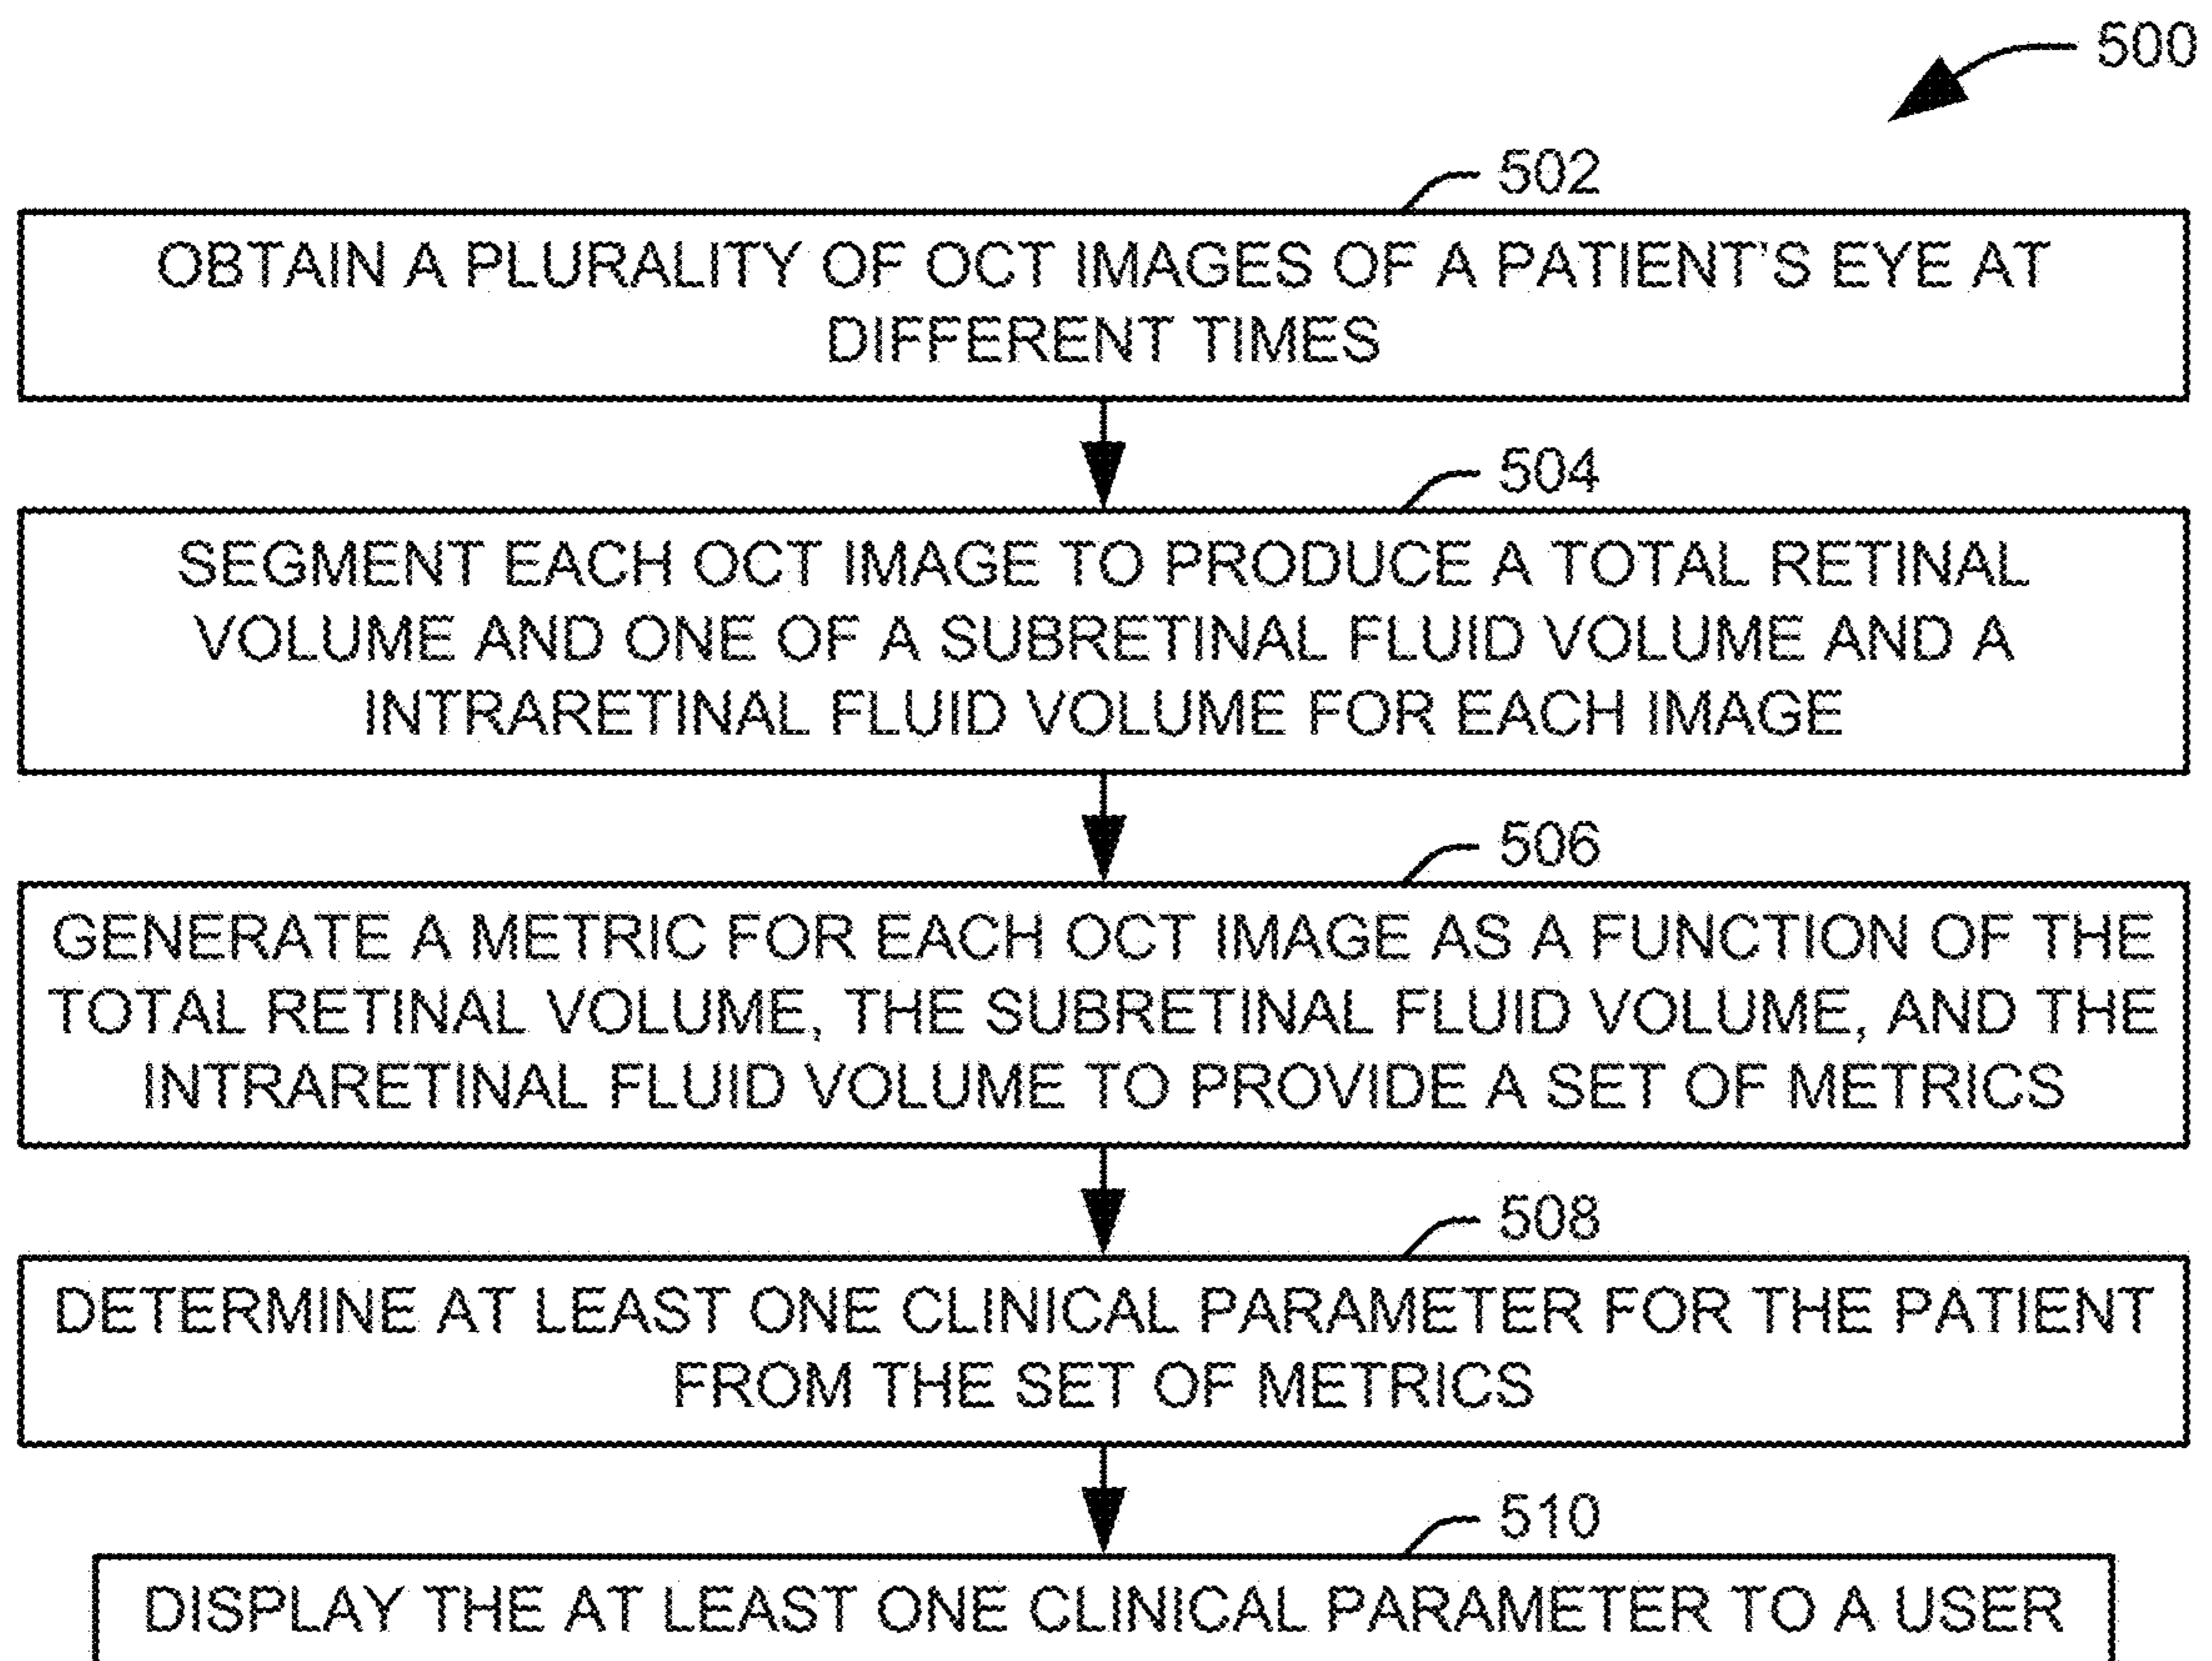 500
502
OBTAIN A PLURALITY OF OCT IMAGES OF A PATIENT'S EYE AT
DIFFERENT TIMES
504
SEGMENT EACH OCT IMAGE TO PRODUCE A TOTAL RETINAL
VOLUME AND ONE OF A SUBRETINAL FLUID VOLUME AND A
INTRARETINAL FLUID VOLUME FOR EACH IMAGE
506
GENERATE A METRIC FOR EACH OCT IMAGE AS A FUNCTION OF THE
TOTAL RETINAL VOLUME, THE SUBRETINAL FLUID VOLUME, AND THE
INTRARETINAL FLUID VOLUME TO PROVIDE A SET OF METRICS
508
DETERMINE AT LEAST ONE CLINICAL PARAMETER FOR THE PATIENT
FROM THE SET OF METRICS
510
DISPLAY THE AT LEAST ONE CLINICAL PARAMETER TO A USER